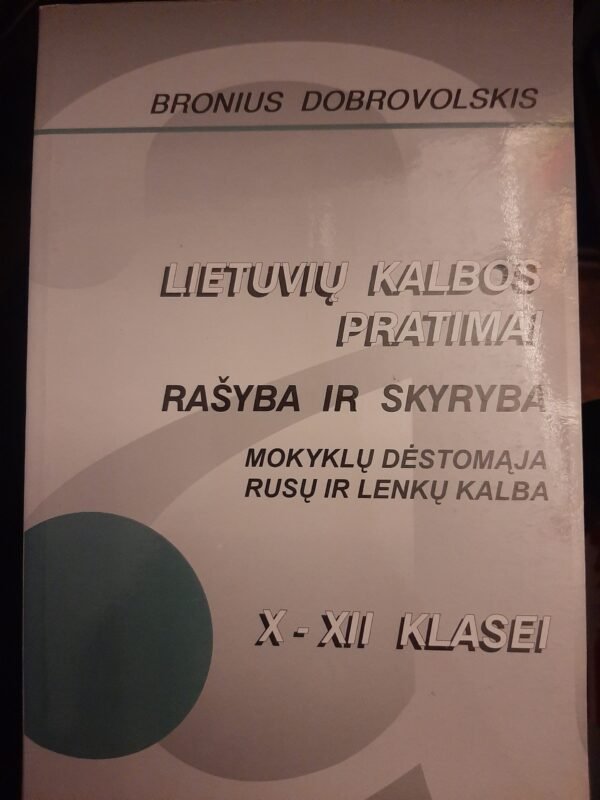 BRONIUS DOBROVOLSKIS
LIETUVIŲ KALBOS
PRATIMAI
RAŠYBA IR SKYRYBA
MOKYKLŲ DĖSTOMĄJA
RUSŲ IR LENKŲ KALBA
X - XII KLASEI